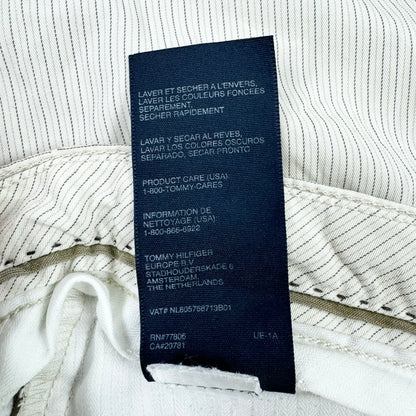 LAVER ET SECHER A L'ENVERS,
LAVER LES COULEURS FONCEES
SEPAREMENT,
SECHER RAPIDEMENT
LAVAR Y SECAR AL REVES,
LAVAR LOS COLORES OSCUROS
SEPARADO, SECAR PRONTO
PRODUCT CARE (USA)
1-800-TOMMY-CARES
INFORMATION DE
NETTOYAGE (USA)
1-800-866-6922
TOMMY HILFIGER
EUROPE B.V.
STADHOUDERSKADE 6
AMSTERDAM,
THE NETHERLANDS
VAT# NL805798713B01
RN#77806 UE-1A
CA#29781